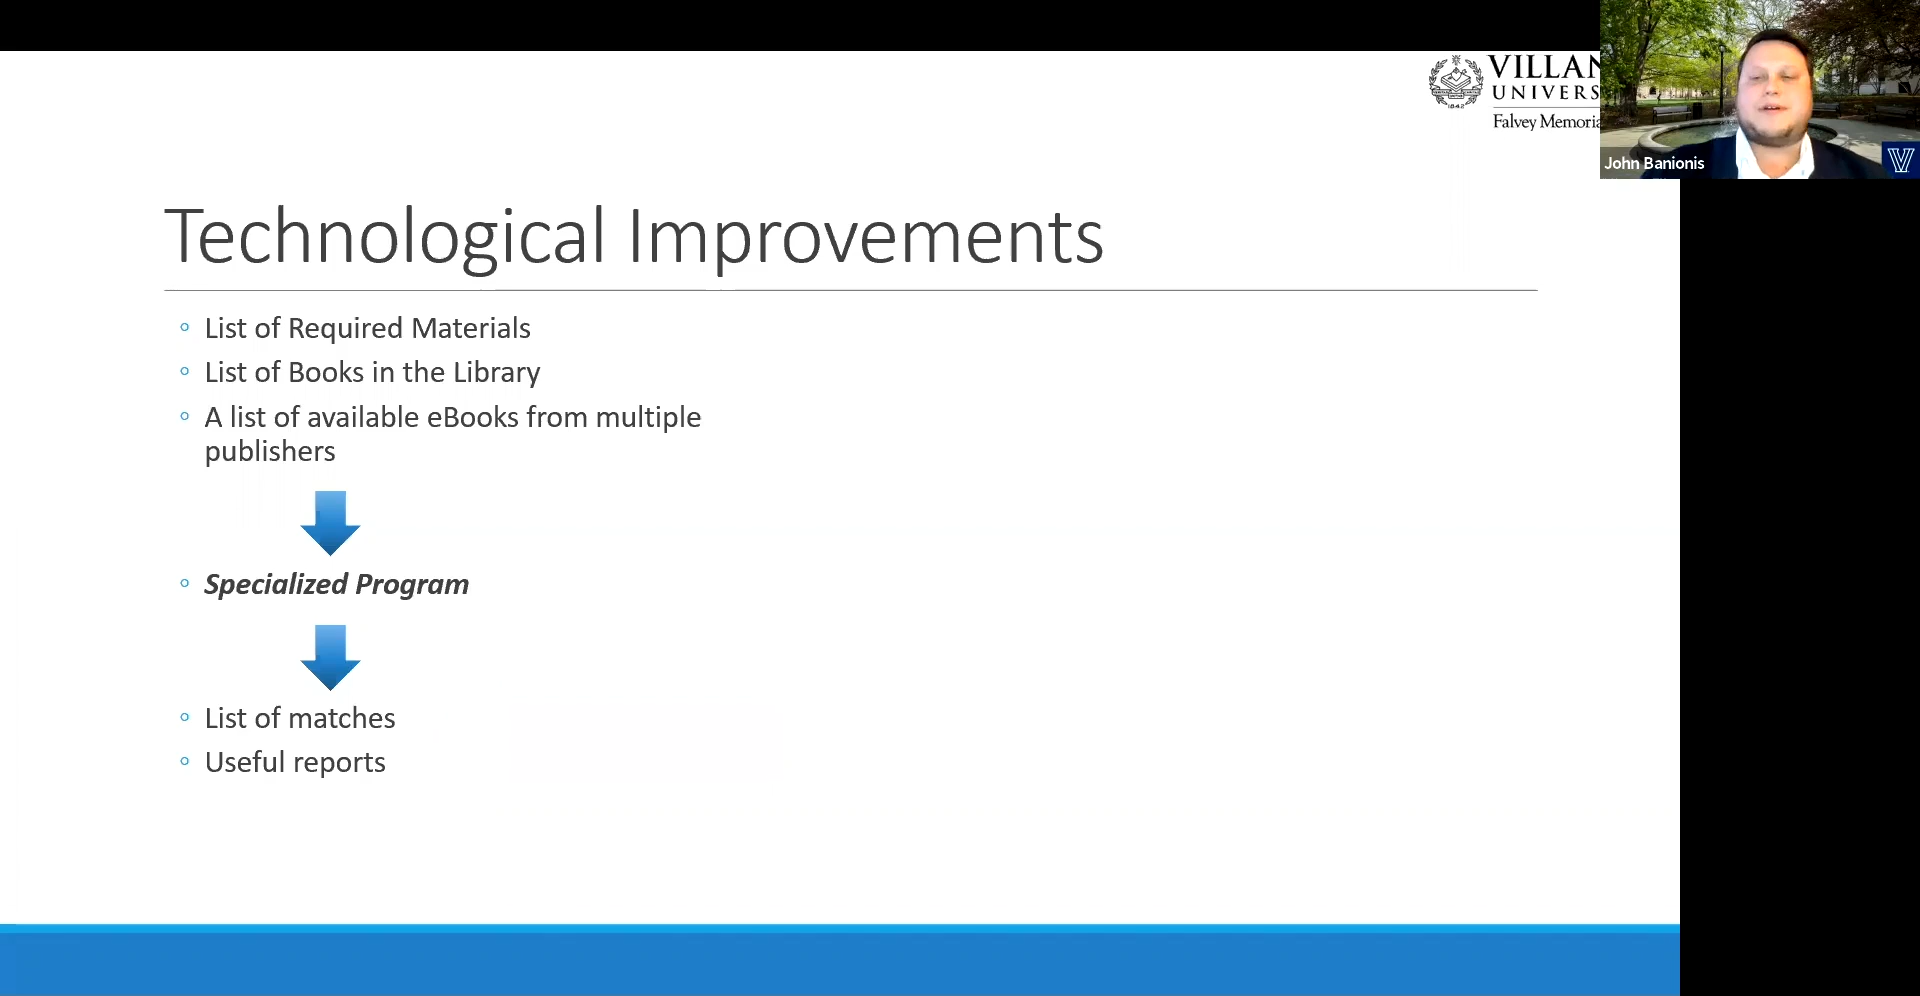 VILLAN
UNIVERS
Falvey Memoria
John Banionis
Technological Improvements
◦ List of Required Materials
◦ List of Books in the Library
◦ A list of available eBooks from multiple
publishers
◦ Specialized Program
◦ List of matches
◦ Useful reports